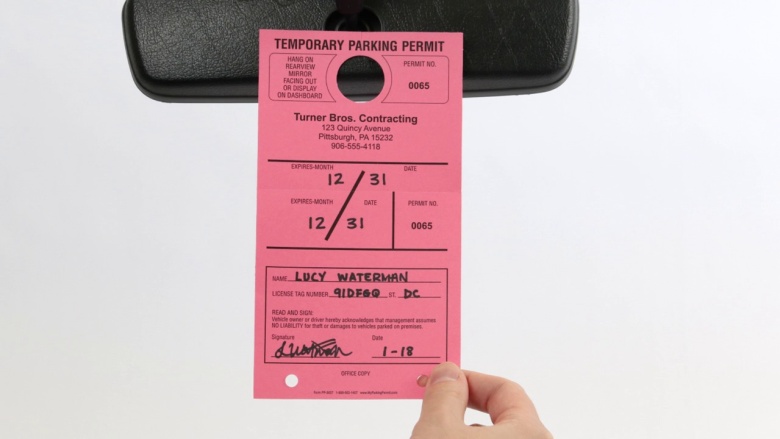 TEMPORARY PARKING PERMIT
HANG ON
REARVIEW
MIRROR
FACING OUT
OR DISPLAY
ON DASHBOARD
PERMIT NO.
0065
Turner Bros. Contracting
123 Quincy Avenue
Pittsburgh, PA 15232
906-555-4118
EXPIRES-MONTH DATE
12 / 31
EXPIRES-MONTH DATE PERMIT NO.
12 / 31 0065
NAME LUCY WATERMAN
LICENSE TAG NUMBER 91DFGQ ST. DC
READ AND SIGN:
Vehicle owner or driver hereby acknowledges that management assumes
NO LIABILITY for theft or damages to vehicles parked on premises.
Signature Date
1-18
OFFICE COPY